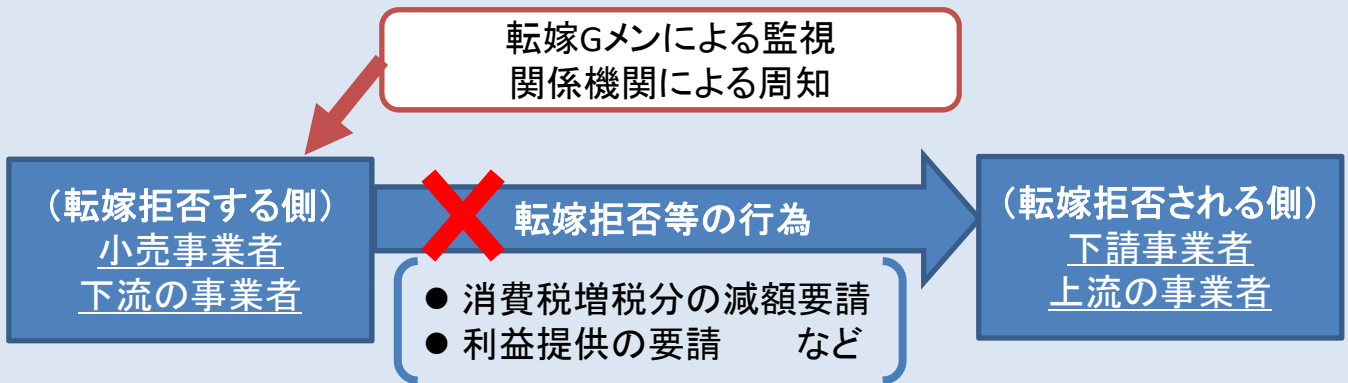 転嫁Gメンによる監視
関係機関による周知
（転嫁拒否する側）
小売事業者
下流の事業者
転嫁拒否等の行為
● 消費税増税分の減額要請
● 利益提供の要請　　など
（転嫁拒否される側）
下請事業者
上流の事業者